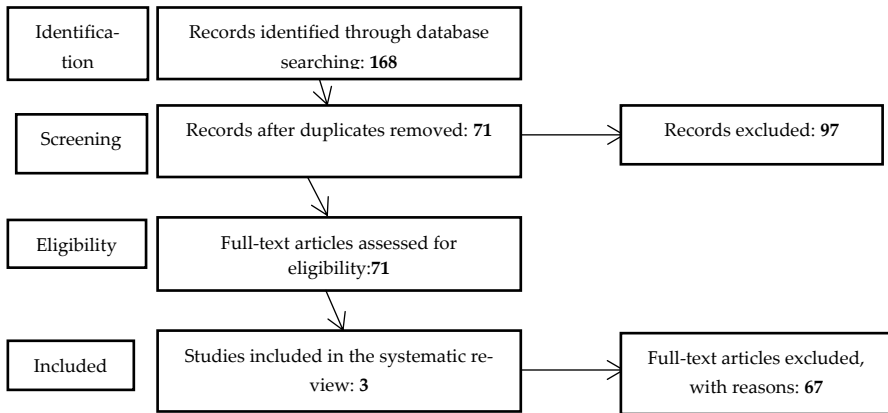 Identifica-
tion
Records identified through database
searching: 168
Screening
Records after duplicates removed: 71
Records excluded: 97
Eligibility
Full-text articles assessed for
eligibility:71
Included
Studies included in the systematic re-
view: 3
Full-text articles excluded,
with reasons: 67